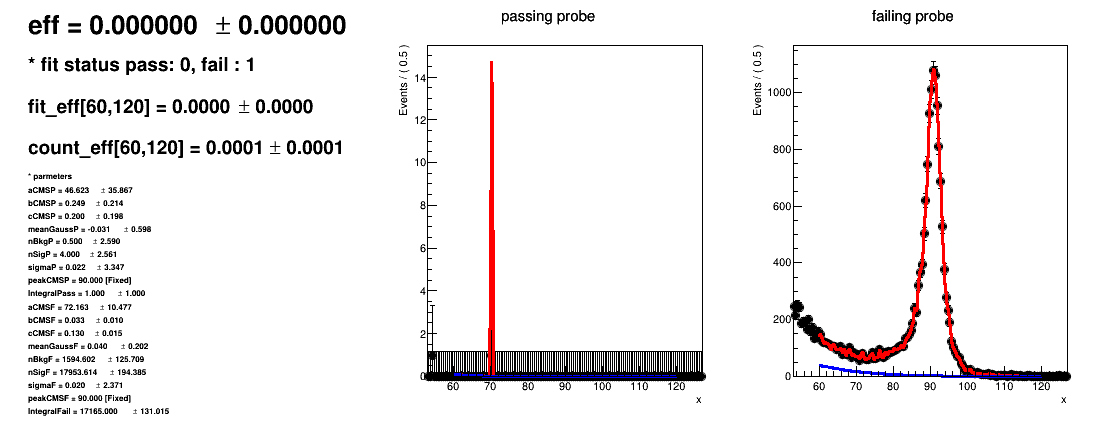 eff = 0.000000 ± 0.000000
* fit status pass: 0, fail : 1
fit_eff[60,120] = 0.0000 ± 0.0000
count_eff[60,120] = 0.0001 ± 0.0001
* parmeters
aCMSP = 46.623 ± 35.867
bCMSP = 0.249 ± 0.214
cCMSP = 0.200 ± 0.198
meanGaussP = -0.031 ± 0.598
nBkgP = 0.500 ± 2.590
nSigP = 4.000 ± 2.561
sigmaP = 0.022 ± 3.347
peakCMSP = 90.000 [Fixed]
IntegralPass = 1.000 ± 1.000
aCMSF = 72.163 ± 10.477
bCMSF = 0.033 ± 0.010
cCMSF = 0.130 ± 0.015
meanGaussF = 0.040 ± 0.202
nBkgF = 1594.602 ± 125.709
nSigF = 17953.614 ± 194.385
sigmaF = 0.020 ± 2.371
peakCMSF = 90.000 [Fixed]
IntegralFail = 17165.000 ± 131.015
passing probe
Events / ( 0.5 )
14
12
10
8
6
4
2
0
60 70 80 90 100 110 120
x
failing probe
Events / ( 0.5 )
1000
800
600
400
200
0
60 70 80 90 100 110 120
x